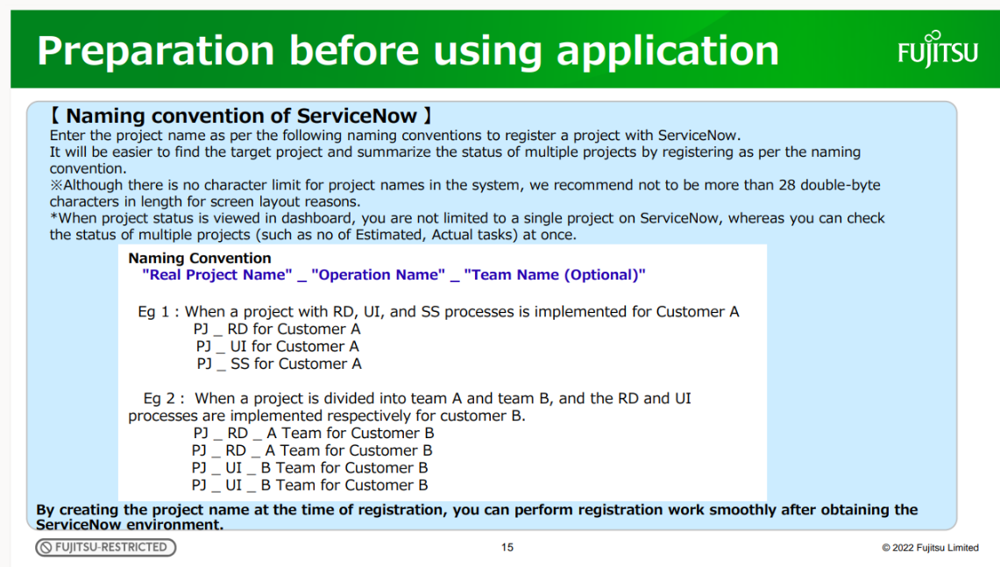 Preparation before using application
FUJITSU
【 Naming convention of ServiceNow 】
Enter the project name as per the following naming conventions to register a project with ServiceNow.
It will be easier to find the target project and summarize the status of multiple projects by registering as per the naming
convention.
※Although there is no character limit for project names in the system, we recommend not to be more than 28 double-byte
characters in length for screen layout reasons.
*When project status is viewed in dashboard, you are not limited to a single project on ServiceNow, whereas you can check
the status of multiple projects (such as no of Estimated, Actual tasks) at once.
Naming Convention
"Real Project Name" _ "Operation Name" _ "Team Name (Optional)"
Eg 1 : When a project with RD, UI, and SS processes is implemented for Customer A
PJ _ RD for Customer A
PJ _ UI for Customer A
PJ _ SS for Customer A
Eg 2 : When a project is divided into team A and team B, and the RD and UI
processes are implemented respectively for customer B.
PJ _ RD _ A Team for Customer B
PJ _ RD _ A Team for Customer B
PJ _ UI _ B Team for Customer B
PJ _ UI _ B Team for Customer B
By creating the project name at the time of registration, you can perform registration work smoothly after obtaining the
ServiceNow environment.
FUJITSU-RESTRICTED
15
© 2022 Fujitsu Limited